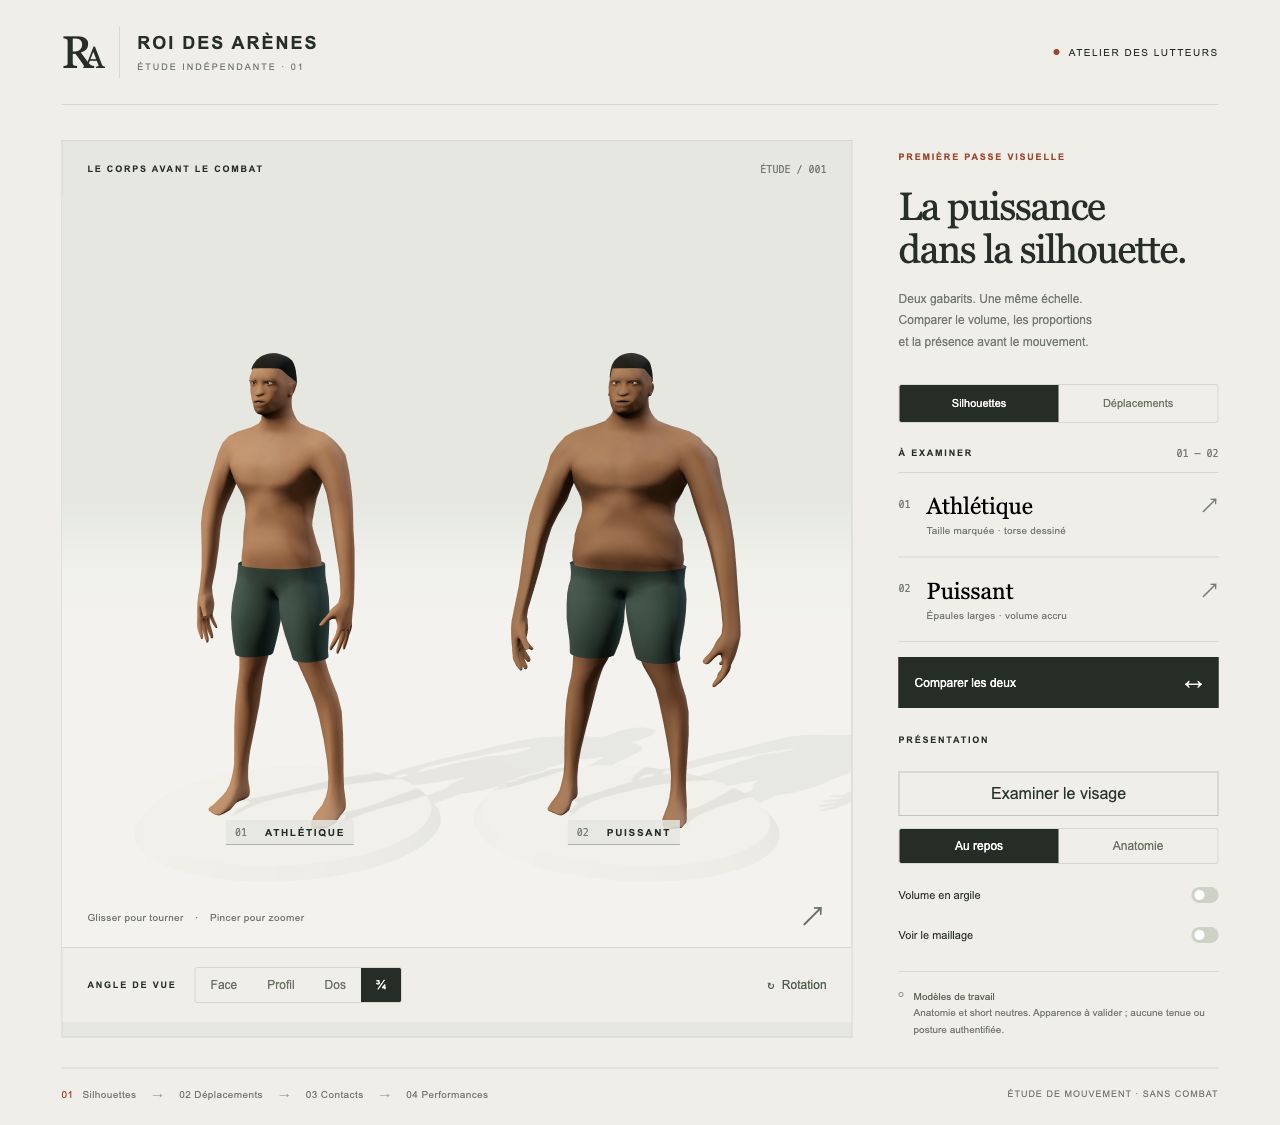 RA
ROI DES ARÈNES
ÉTUDE INDÉPENDANTE · 01
ATELIER DES LUTTEURS
LE CORPS AVANT LE COMBAT
ÉTUDE / 001
01 ATHLÉTIQUE
02 PUISSANT
Glisser pour tourner · Pincer pour zoomer
ANGLE DE VUE
Face Profil Dos ¾
↻ Rotation
PREMIÈRE PASSE VISUELLE
La puissance
dans la silhouette.
Deux gabarits. Une même échelle.
Comparer le volume, les proportions
et la présence avant le mouvement.
Silhouettes Déplacements
À EXAMINER 01 — 02
01 Athlétique ↗
Taille marquée · torse dessiné
02 Puissant ↗
Épaules larges · volume accru
Comparer les deux ↔
PRÉSENTATION
Examiner le visage
Au repos Anatomie
Volume en argile
Voir le maillage
Modèles de travail
Anatomie et short neutres. Apparence à valider ; aucune tenue ou
posture authentifiée.
01 Silhouettes → 02 Déplacements → 03 Contacts → 04 Performances
ÉTUDE DE MOUVEMENT · SANS COMBAT